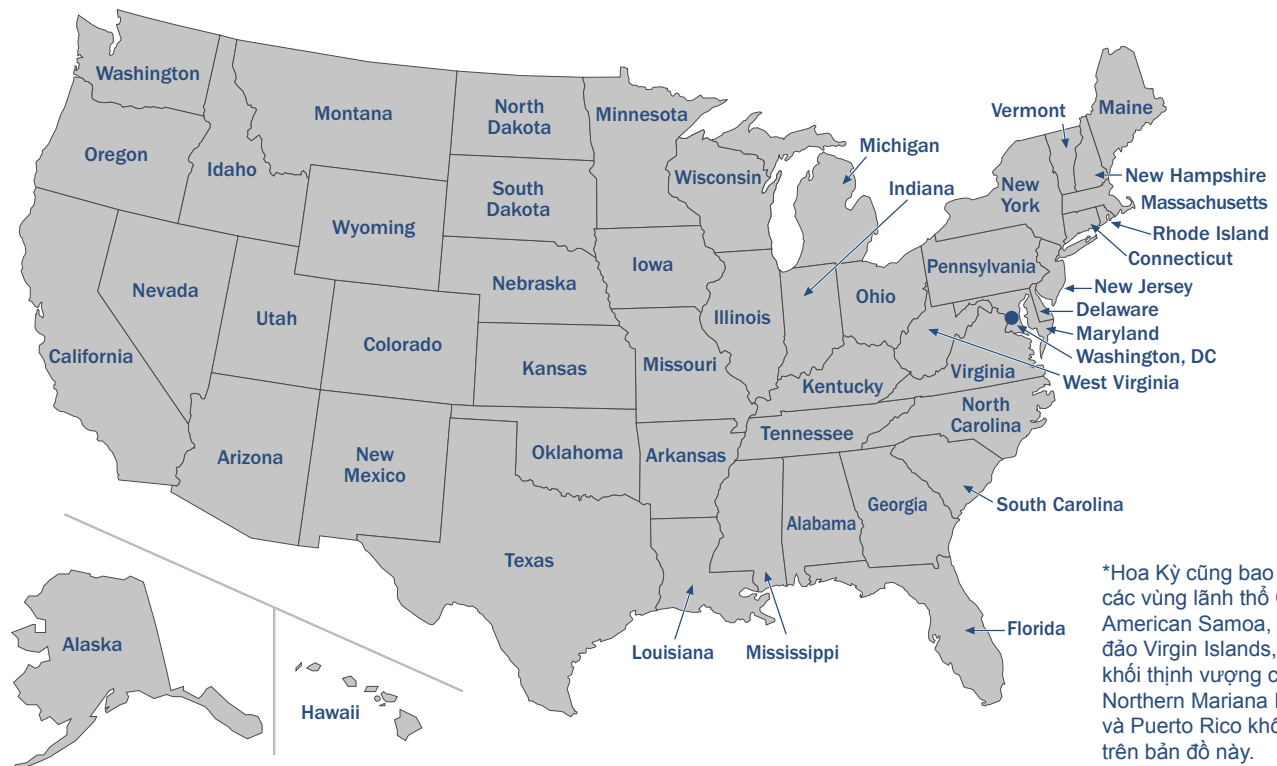 Washington
Montana
North
Dakota
Minnesota
Vermont
Maine
Oregon
Idaho
Michigan
Wisconsin
New Hampshire
South
Dakota
Indiana
New
York
Massachusetts
Wyoming
Rhode Island
Connecticut
Iowa
Pennsylvania
Nebraska
New Jersey
Nevada
Ohio
Delaware
Utah
Illinois
Maryland
California
Colorado
Washington, DC
Kansas
Missouri
Virginia
West Virginia
Kentucky
North
Carolina
Tennessee
Arizona
New
Mexico
Oklahoma
Arkansas
South Carolina
Georgia
Alabama
Texas
Alaska
Louisiana
Mississippi
Florida
Hawaii
*Hoa Kỳ cũng bao
các vùng lãnh thổ
American Samoa,
đảo Virgin Islands,
khối thịnh vượng
Northern Mariana
và Puerto Rico
trên bản đồ này.